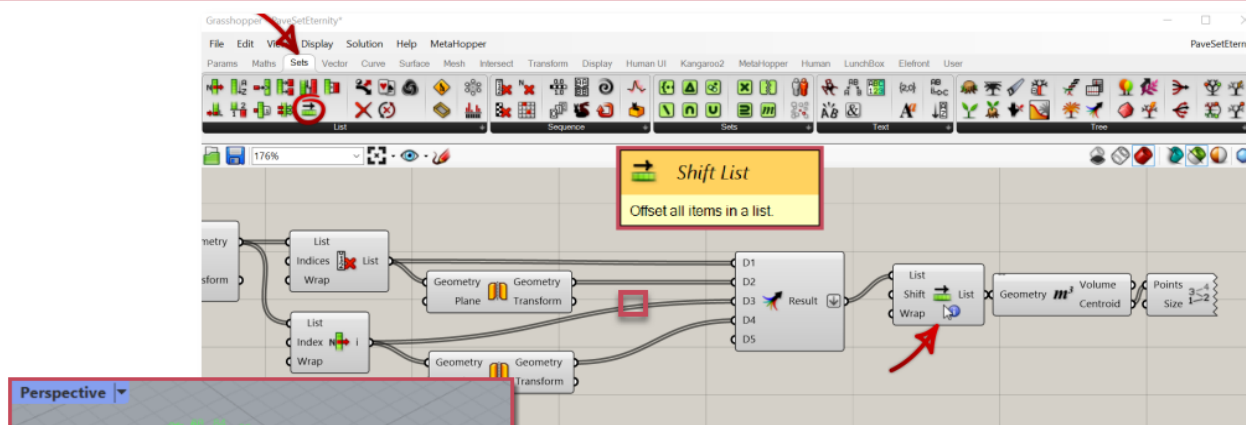 Grasshopper - PaveSetEternity*
File Edit View Display Solution Help MetaHopper
PaveSetEtern
Params Maths Sets Vector Curve Surface Mesh Intersect Transform Display Human UI Kangaroo2 MetaHopper Human LunchBox Elefront User
List Sequence Sets Text Tree
176%
Shift List
Offset all items in a list.
metry
sform
List
Indices List
Wrap
Geometry Geometry
Plane Transform
List
Index i
Wrap
Geometry Geometry
Transform
D1
D2
D3 Result
D4
D5
List
Shift List
Wrap
Geometry m³ Volume
Centroid
Points
Size
Perspective